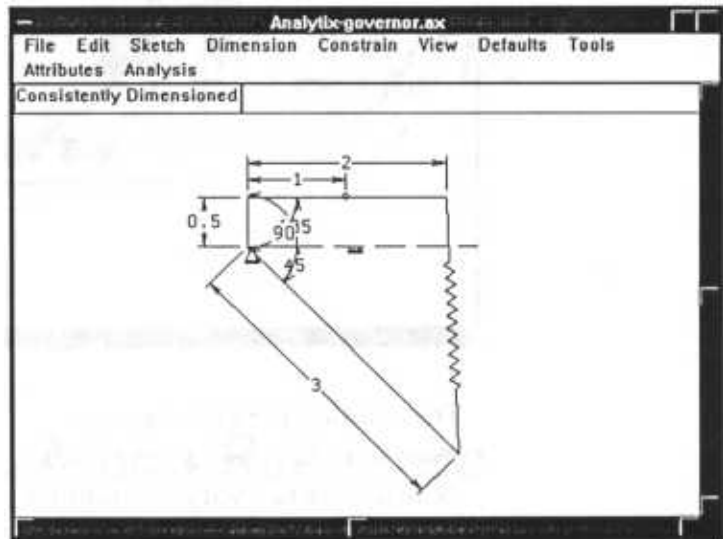 Analytix-governor.ax
File Edit Sketch Dimension Constrain View Defaults Tools
Attributes Analysis
Consistently Dimensioned
2
1
0.5
90
45
3